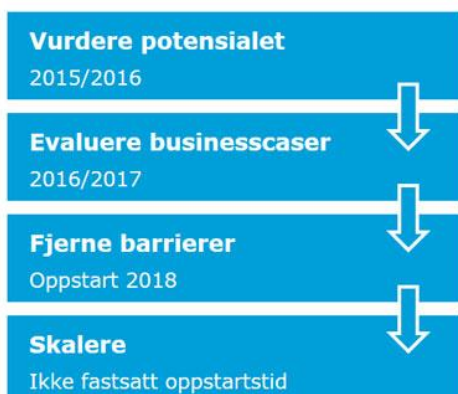 Vurdere potensialet
2015/2016
Evaluere businesscaser
2016/2017
Fjerne barrierer
Oppstart 2018
Skalere
Ikke fastsatt oppstartstid